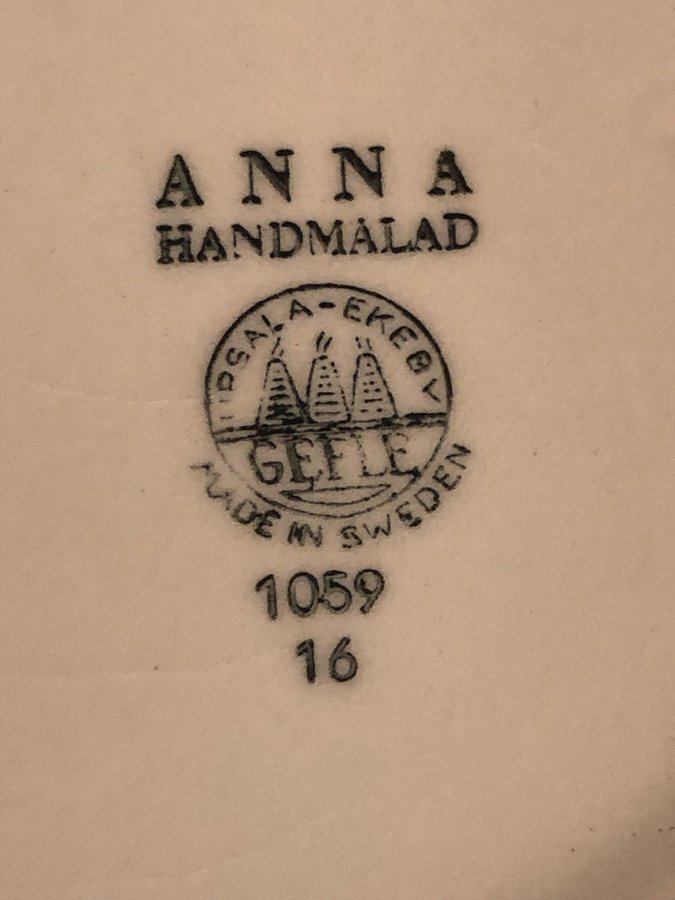 ANNA
HANDMÅLAD
UPSALA-EKEBY
GEFLE
MADE IN SWEDEN
1059
16